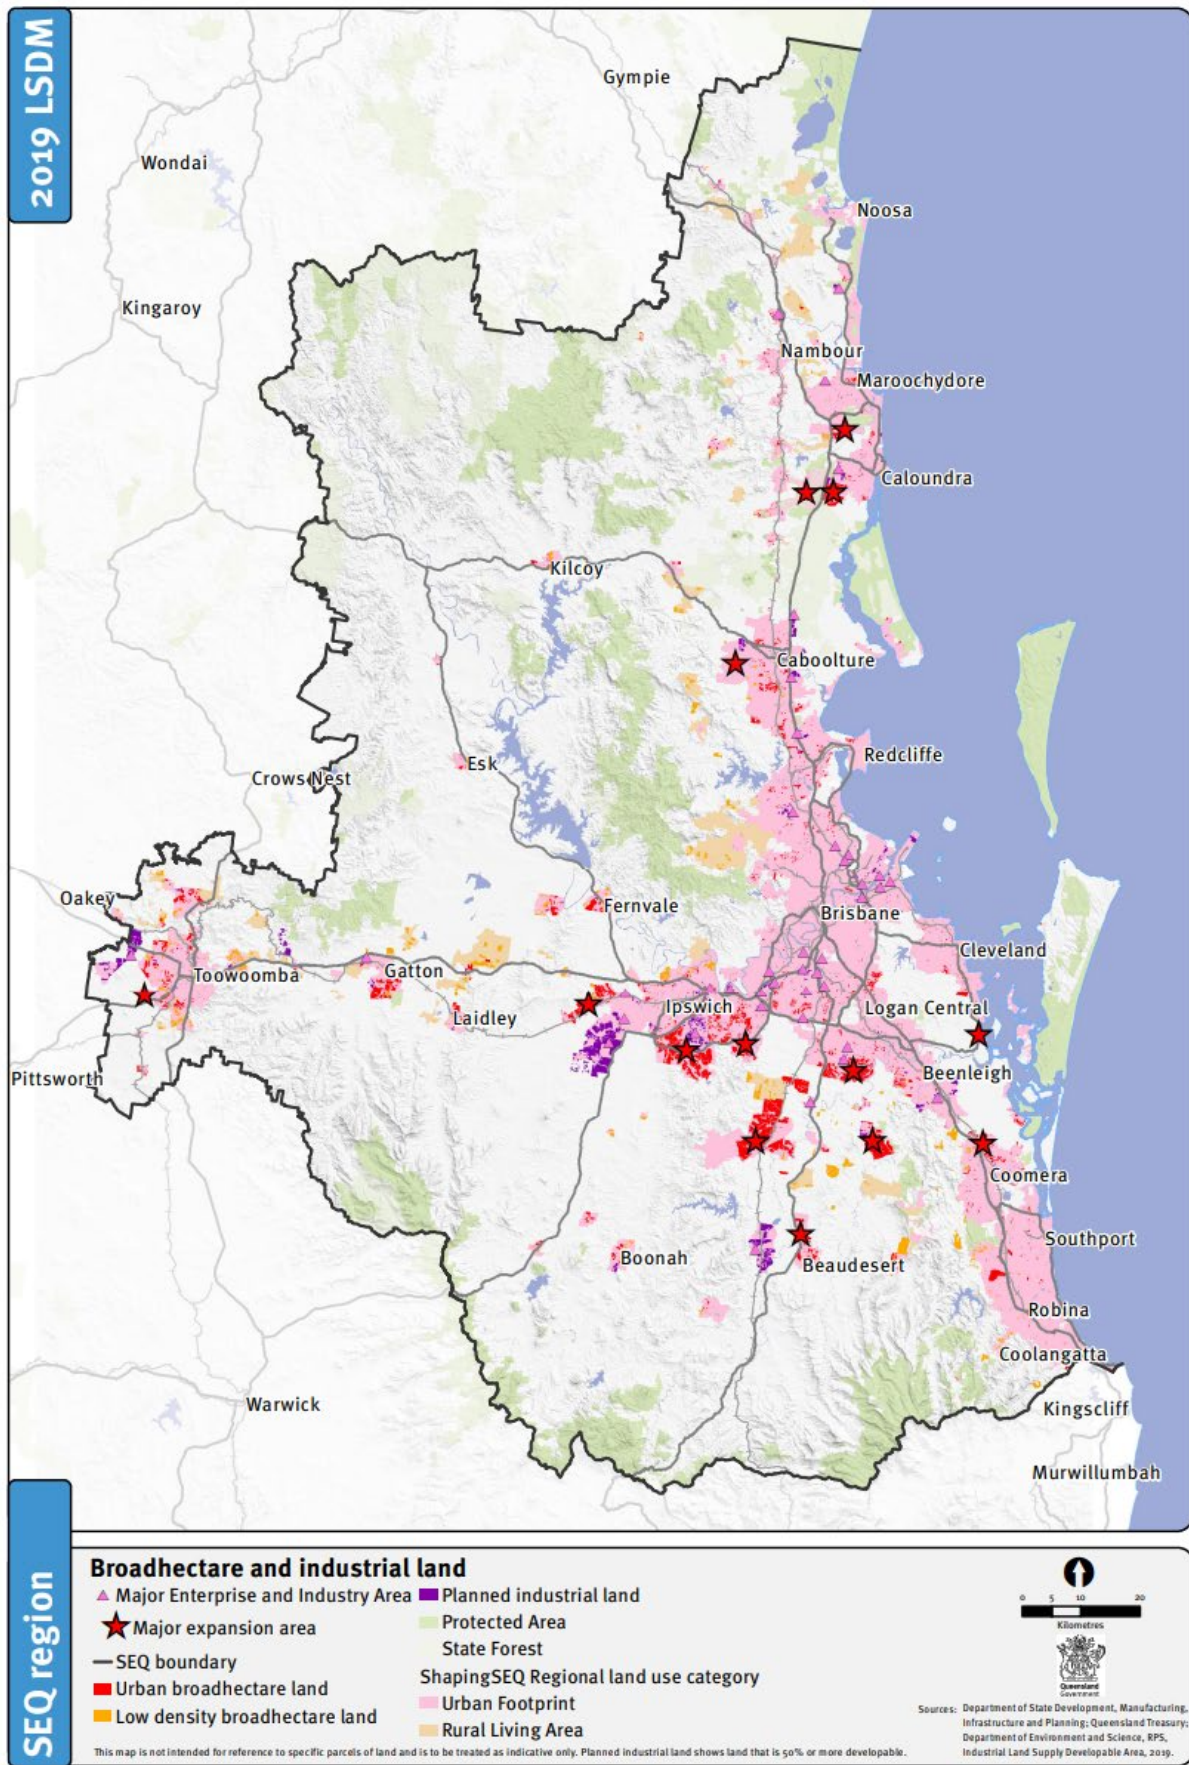 2019 LSDM
Gympie
Wondai
Noosa
Kingaroy
Nambour
Maroochydore
Caloundra
Kilcoy
Caboolture
Redcliffe
Esk
Crows Nest
Oakey
Fernvale
Brisbane
Cleveland
Toowoomba
Gatton
Ipswich
Logan Central
Laidley
Beenleigh
Pittsworth
Coomera
Southport
Boonah
Beaudesert
Robina
Coolangatta
Warwick
Kingscliff
Murwillumbah
SEQ region
Broadhectare and industrial land
Major Enterprise and Industry Area
Major expansion area
SEQ boundary
Urban broadhectare land
Low density broadhectare land
Planned industrial land
Protected Area
State Forest
ShapingSEQ Regional land use category
Urban Footprint
Rural Living Area
0 5 10 20
Kilometres
Queensland
Government
Sources: Department of State Development, Manufacturing,
Infrastructure and Planning; Queensland Treasury;
Department of Environment and Science, RPS,
Industrial Land Supply Developable Area, 2019.
This map is not intended for reference to specific parcels of land and is to be treated as indicative only. Planned industrial land shows land that is 50% or more developable.